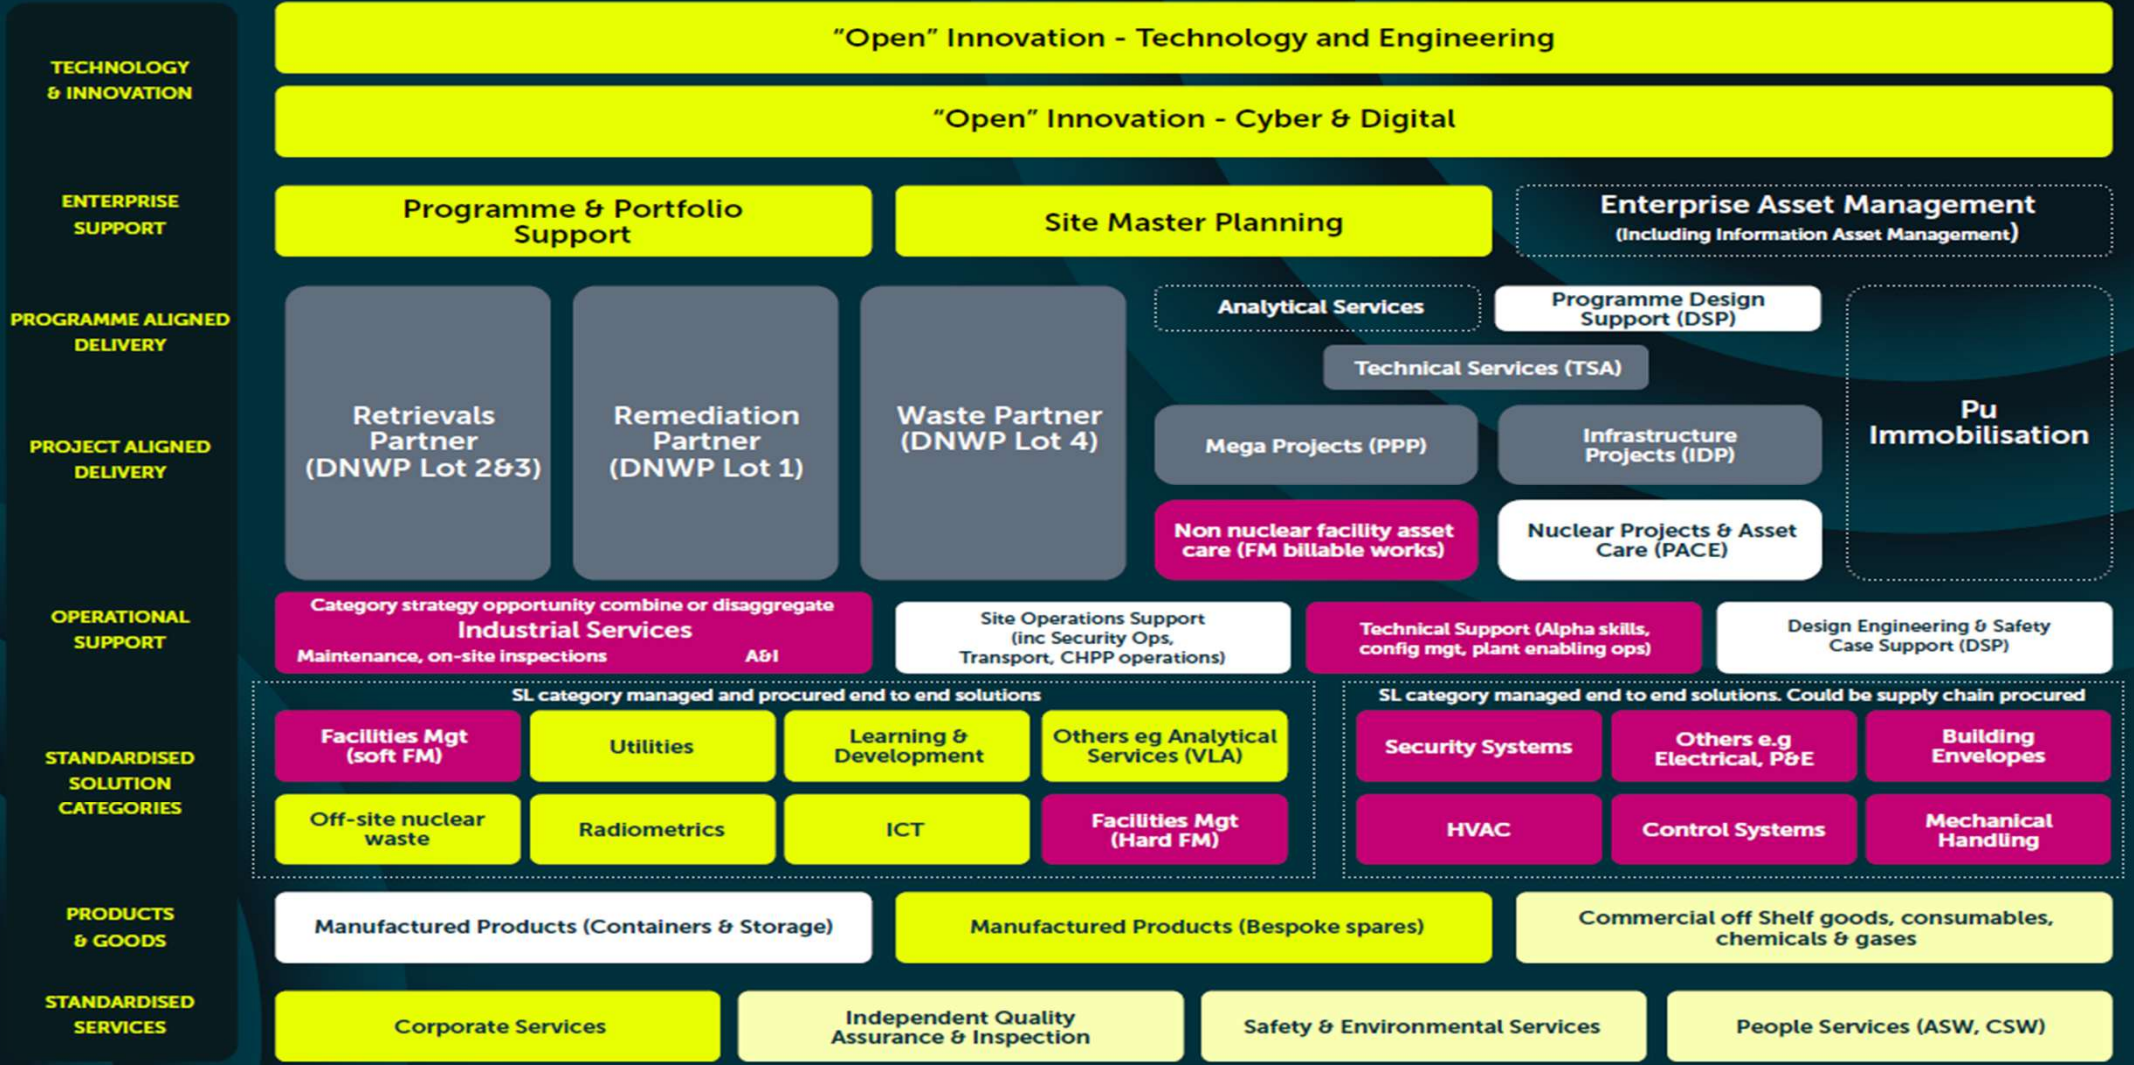 TECHNOLOGY
& INNOVATION
“Open” Innovation - Technology and Engineering
“Open” Innovation - Cyber & Digital
ENTERPRISE
SUPPORT
Programme & Portfolio
Support
Site Master Planning
Enterprise Asset Management
(Including Information Asset Management)
PROGRAMME ALIGNED
DELIVERY
PROJECT ALIGNED
DELIVERY
Retrievals
Partner
(DNWP Lot 2&3)
Remediation
Partner
(DNWP Lot 1)
Waste Partner
(DNWP Lot 4)
Analytical Services
Programme Design
Support (DSP)
Technical Services (TSA)
Mega Projects (PPP)
Infrastructure
Projects (IDP)
Non nuclear facility asset
care (FM billable works)
Nuclear Projects & Asset
Care (PACE)
Pu
Immobilisation
OPERATIONAL
SUPPORT
Category strategy opportunity combine or disaggregate
Industrial Services
Maintenance, on-site inspections A&I
Site Operations Support
(inc Security Ops,
Transport, CHPP operations)
Technical Support (Alpha skills,
config mgt, plant enabling ops)
Design Engineering & Safety
Case Support (DSP)
STANDARDISED
SOLUTION
CATEGORIES
SL category managed and procured end to end solutions
Facilities Mgt
(soft FM)
Utilities
Learning &
Development
Others eg Analytical
Services (VLA)
Off-site nuclear
waste
Radiometrics
ICT
Facilities Mgt
(Hard FM)
SL category managed end to end solutions. Could be supply chain procured
Security Systems
Others e.g
Electrical, P&E
Building
Envelopes
HVAC
Control Systems
Mechanical
Handling
PRODUCTS
& GOODS
Manufactured Products (Containers & Storage)
Manufactured Products (Bespoke spares)
Commercial off Shelf goods, consumables,
chemicals & gases
STANDARDISED
SERVICES
Corporate Services
Independent Quality
Assurance & Inspection
Safety & Environmental Services
People Services (ASW, CSW)